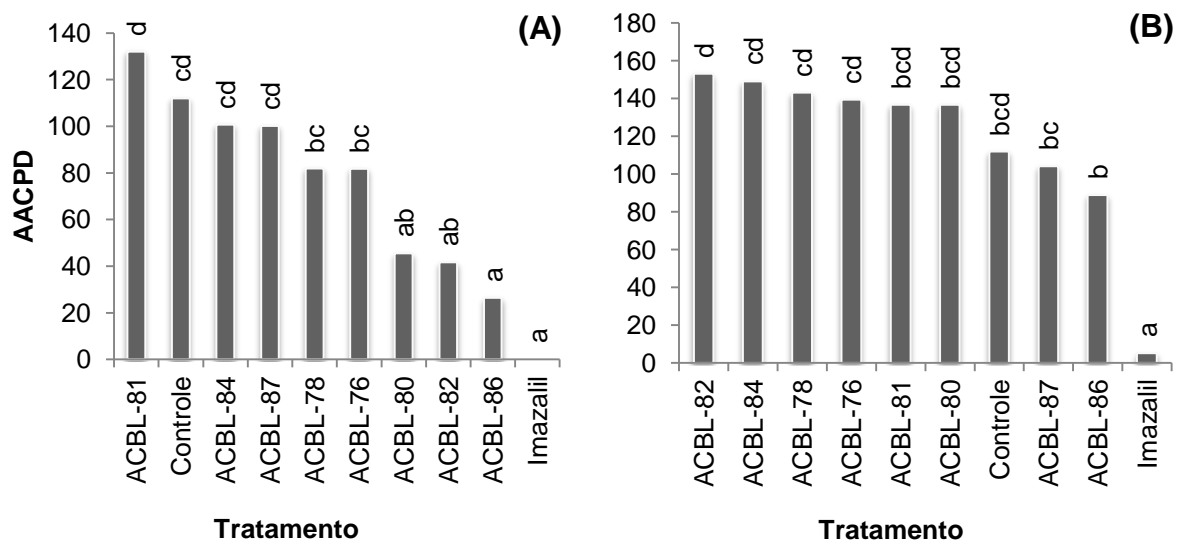 (A)
AACPD
140
120
100
80
60
40
20
0
d
cd
cd
cd
bc
bc
ab
ab
a
a
ACBL-81
Controle
ACBL-84
ACBL-87
ACBL-78
ACBL-76
ACBL-80
ACBL-82
ACBL-86
Imazalil
Tratamento
(B)
180
160
140
120
100
80
60
40
20
0
d
cd
cd
cd
bcd
bcd
bcd
bc
b
a
ACBL-82
ACBL-84
ACBL-78
ACBL-76
ACBL-81
ACBL-80
Controle
ACBL-87
ACBL-86
Imazalil
Tratamento